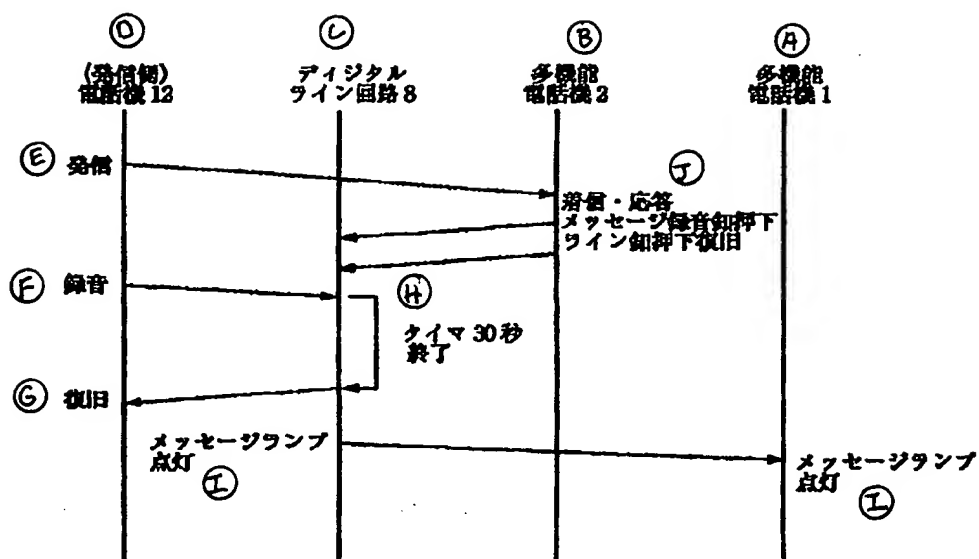 D
C
B
A
(発信側)
電話機12
ディジタル
ライン回路8
多機能
電話機2
多機能
電話機1
E 発信
J
着信・応答
メッセージ録音釦押下
ライン釦押下復旧
F 録音
H
タイマ30秒
終了
G 復旧
メッセージランプ
点灯
I
メッセージランプ
点灯
I